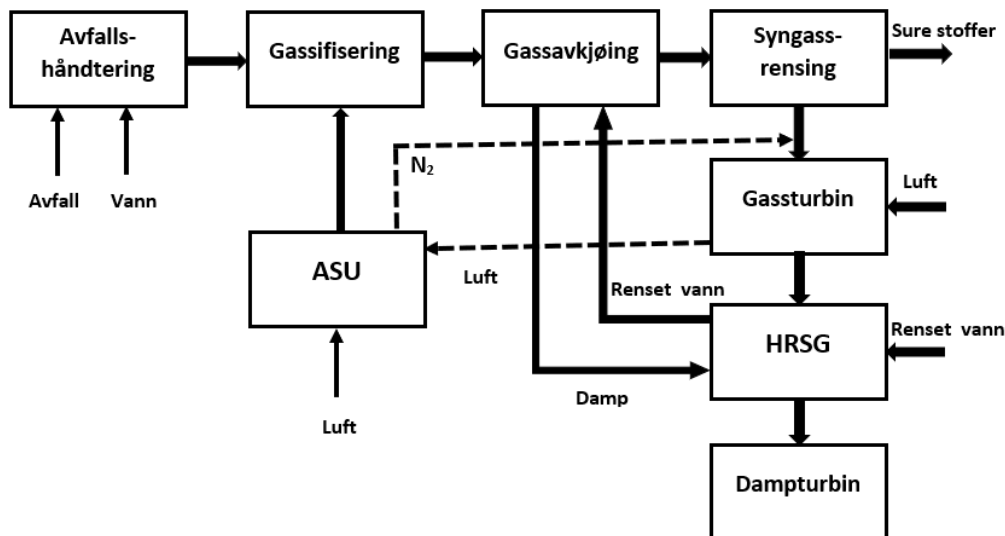 Avfalls-
håndtering
Gassifisering
Gassavkjøing
Syngass-
rensing
Sure stoffer
Avfall
Vann
N₂
Gassturbin
Luft
ASU
Luft
Renset vann
HRSG
Renset vann
Damp
Luft
Dampturbin